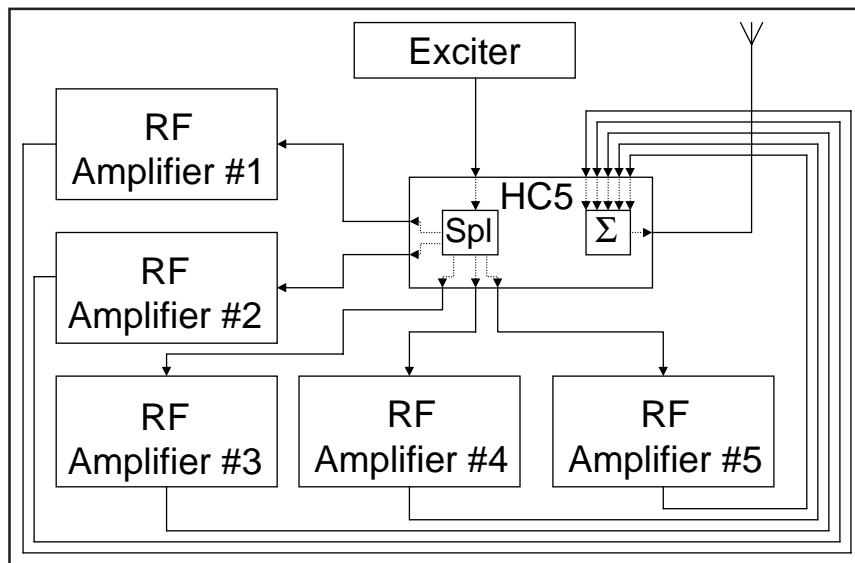 Exciter
RF
Amplifier #1
HC5
Spl
Σ
RF
Amplifier #2
RF
Amplifier #3
RF
Amplifier #4
RF
Amplifier #5